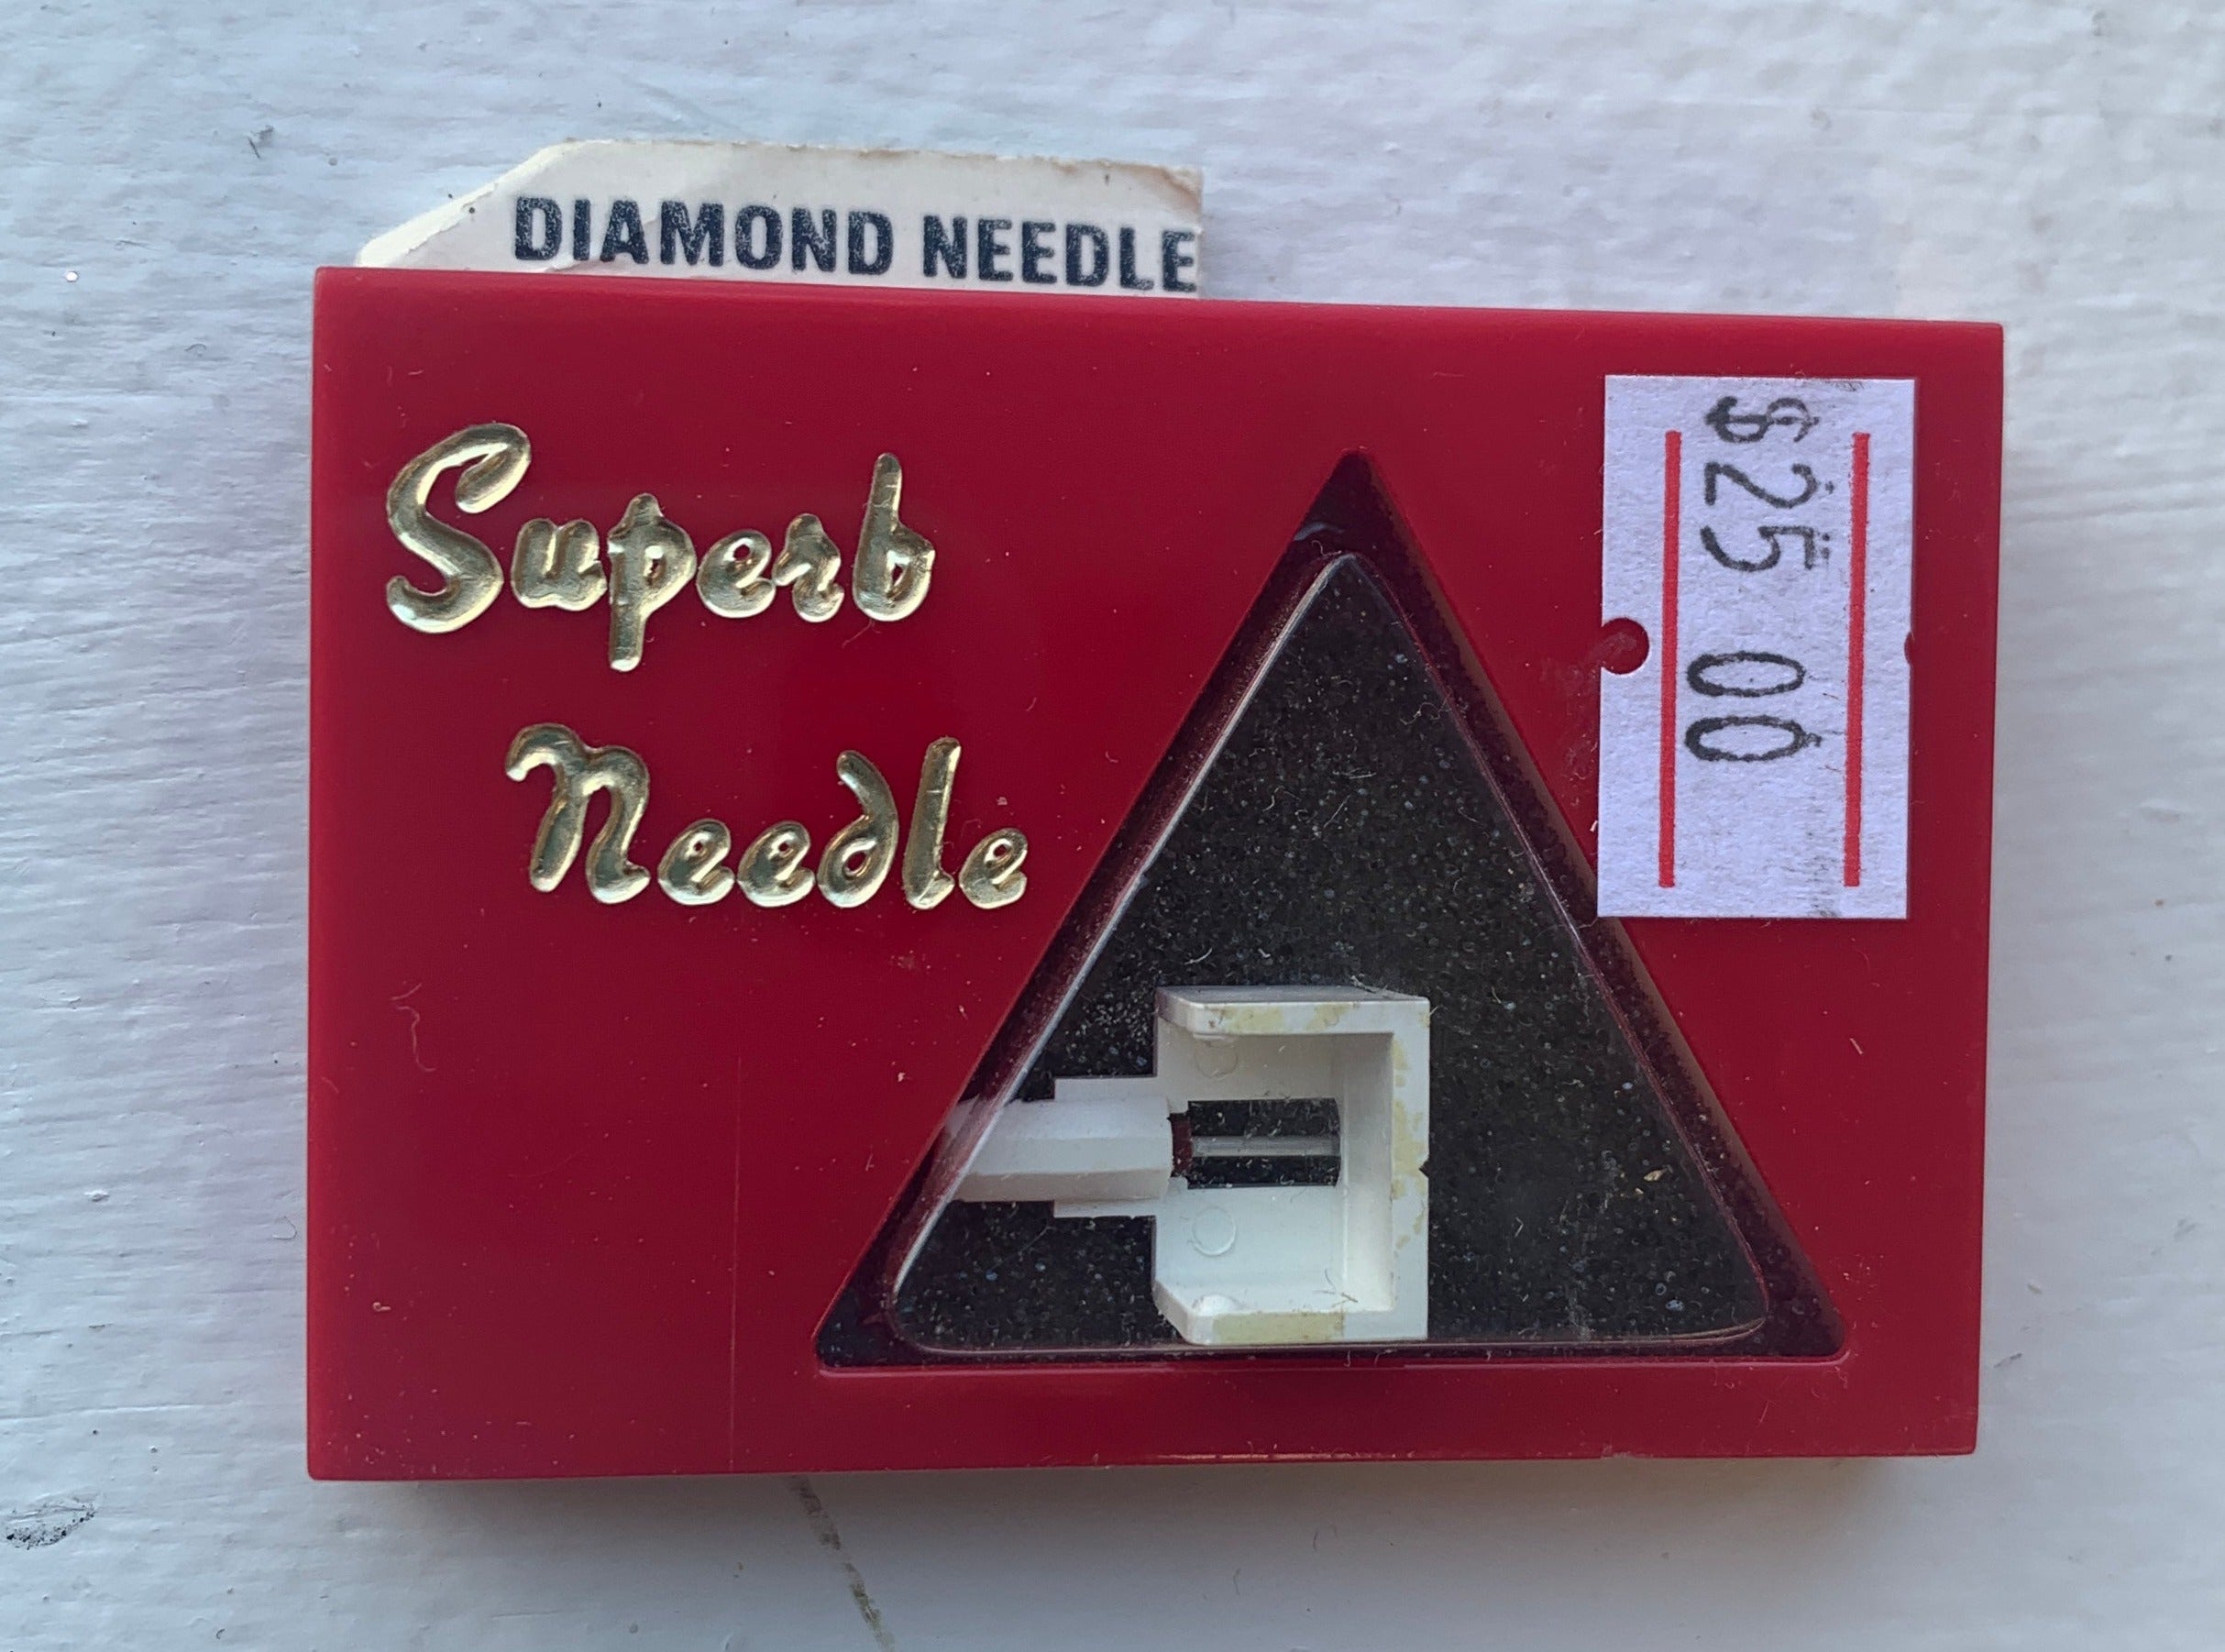 DIAMOND NEEDLE
Superb
Needle
$25 00